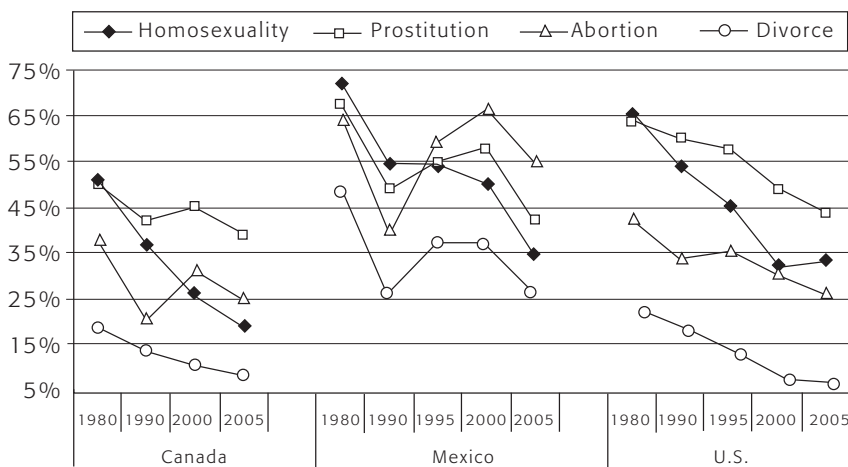 Homosexuality Prostitution Abortion Divorce
75%
65%
55%
45%
35%
25%
15%
5%
1980 1990 2000 2005 1980 1990 1995 2000 2005 1980 1990 1995 2000 2005
Canada Mexico U.S.